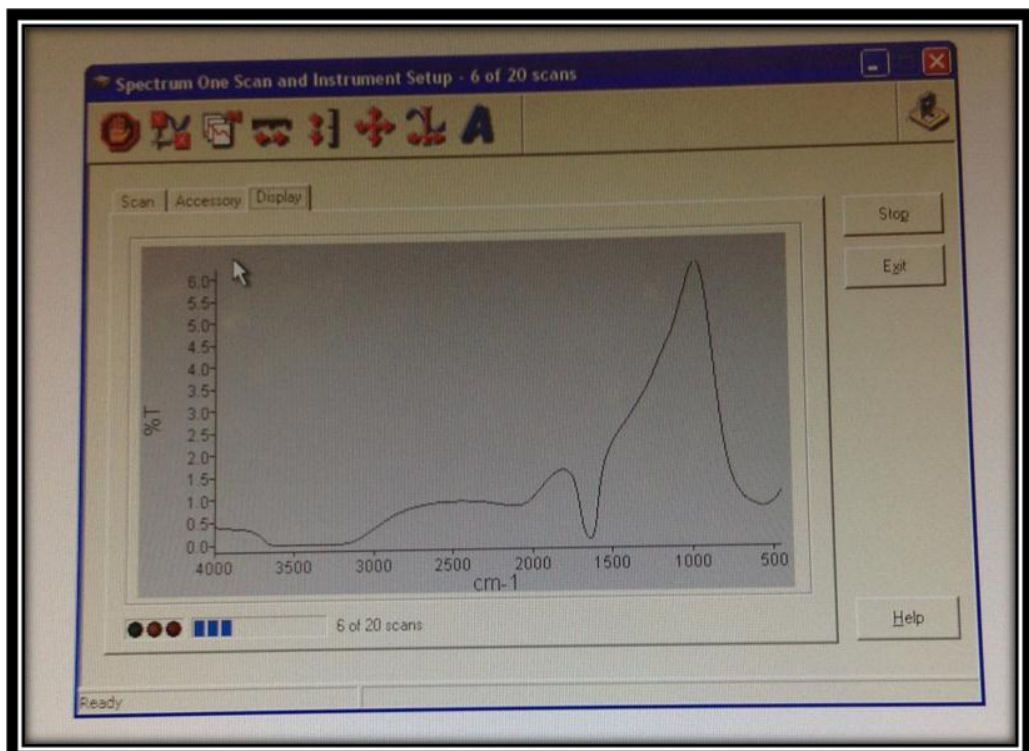 Spectrum One Scan and Instrument Setup - 6 of 20 scans
A
R
Scan Accessory Display
Stop
Exit
%T
6.0
5.5
5.0
4.5
4.0
3.5
3.0
2.5
2.0
1.5
1.0
0.5
0.0
4000 3500 3000 2500 2000 1500 1000 500
cm-1
6 of 20 scans
Help
Ready